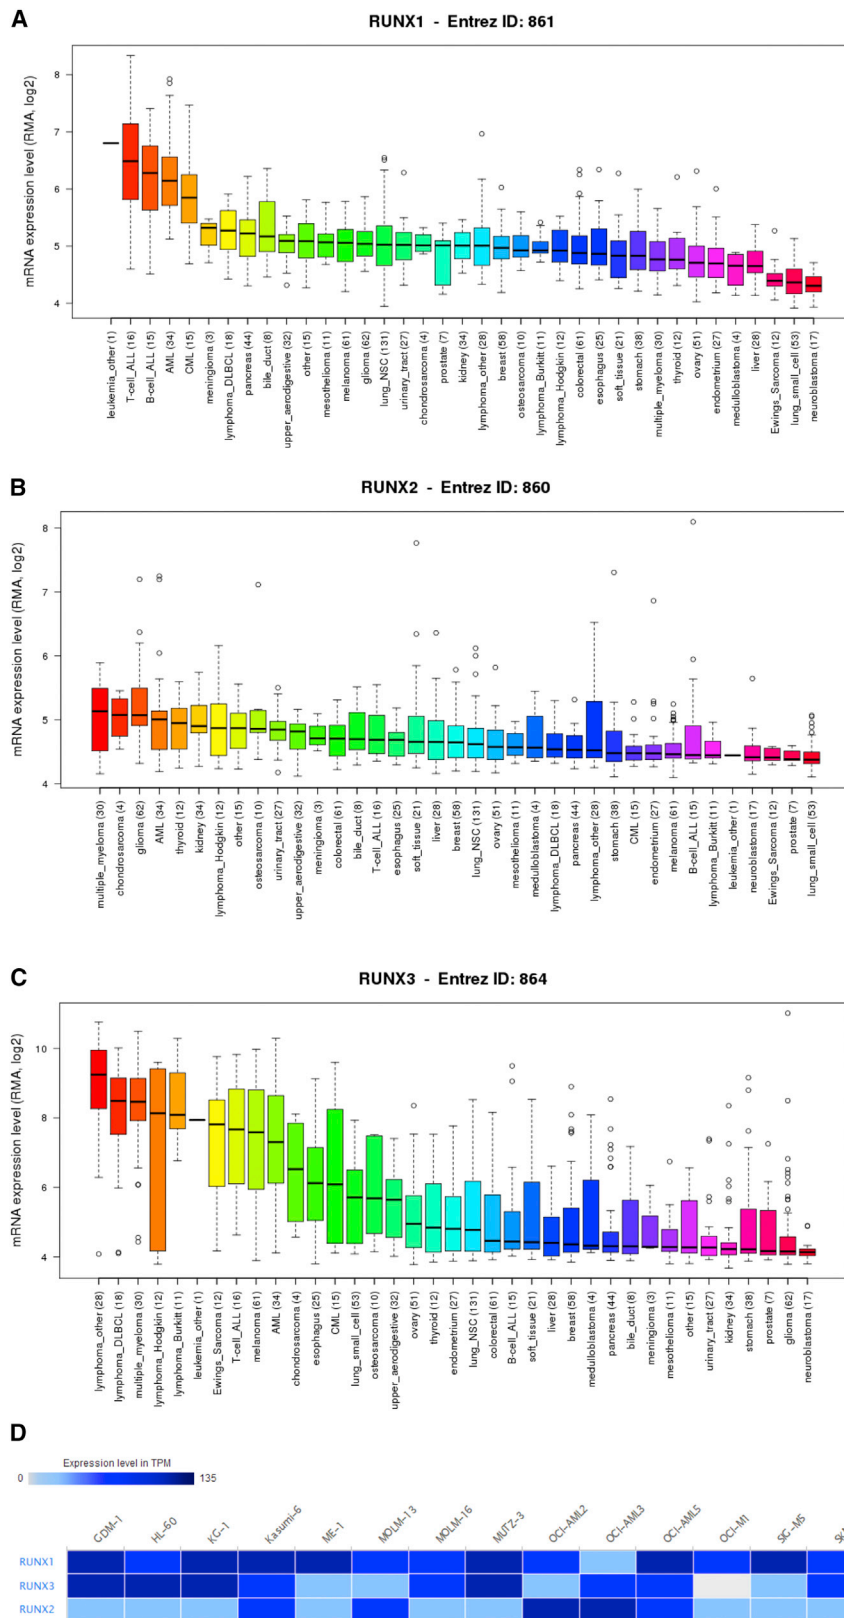 A
RUNX1 - Entrez ID: 861
mRNA expression level (RMA, log2)
8
7
6
5
4
leukemia_other (1)
T-cell_ALL (16)
B-cell_ALL (15)
AML (34)
CML (15)
meningioma (3)
lymphoma_DLBCL (18)
pancreas (44)
bile_duct (8)
upper_aerodigestive (32)
other (15)
mesothelioma (11)
melanoma (61)
glioma (62)
lung_NSC (131)
urinary_tract (27)
chondrosarcoma (4)
prostate (7)
kidney (34)
lymphoma_other (28)
breast (58)
osteosarcoma (10)
lymphoma_Burkitt (11)
lymphoma_Hodgkin (12)
colorectal (61)
esophagus (25)
soft_tissue (21)
stomach (38)
multiple_myeloma (30)
thyroid (12)
ovary (51)
endometrium (27)
medulloblastoma (4)
liver (28)
Ewings_Sarcoma (12)
lung_small_cell (53)
neuroblastoma (17)
B
RUNX2 - Entrez ID: 860
mRNA expression level (RMA, log2)
8
7
6
5
4
multiple_myeloma (30)
chondrosarcoma (4)
glioma (62)
AML (34)
thyroid (12)
kidney (34)
lymphoma_Hodgkin (12)
other (15)
osteosarcoma (10)
urinary_tract (27)
upper_aerodigestive (32)
meningioma (3)
colorectal (61)
bile_duct (8)
T-cell_ALL (16)
esophagus (25)
soft_tissue (21)
liver (28)
breast (58)
lung_NSC (131)
ovary (51)
mesothelioma (11)
medulloblastoma (4)
lymphoma_DLBCL (18)
pancreas (44)
lymphoma_other (28)
stomach (38)
CML (15)
endometrium (27)
melanoma (61)
B-cell_ALL (15)
lymphoma_Burkitt (11)
leukemia_other (1)
neuroblastoma (17)
Ewings_Sarcoma (12)
prostate (7)
lung_small_cell (53)
C
RUNX3 - Entrez ID: 864
mRNA expression level (RMA, log2)
10
8
6
4
lymphoma_other (28)
lymphoma_DLBCL (18)
multiple_myeloma (30)
lymphoma_Hodgkin (12)
lymphoma_Burkitt (11)
leukemia_other (1)
Ewings_Sarcoma (12)
T-cell_ALL (16)
melanoma (61)
AML (34)
chondrosarcoma (4)
esophagus (25)
CML (15)
lung_small_cell (53)
osteosarcoma (10)
upper_aerodigestive (32)
ovary (51)
thyroid (12)
endometrium (27)
lung_NSC (131)
colorectal (61)
B-cell_ALL (15)
soft_tissue (21)
liver (28)
breast (58)
medulloblastoma (4)
pancreas (44)
bile_duct (8)
meningioma (3)
mesothelioma (11)
other (15)
urinary_tract (27)
kidney (34)
stomach (38)
prostate (7)
glioma (62)
neuroblastoma (17)
D
Expression level in TPM
0 135
GDM-1 HL-60 KG-1 Kasumi-6 ME-1 MOLM-13 MOLM-16 MUTZ-3 OCI-AML2 OCI-AML3 OCI-AML5 OCI-M1 SIG-M5
RUNX1
RUNX3
RUNX2